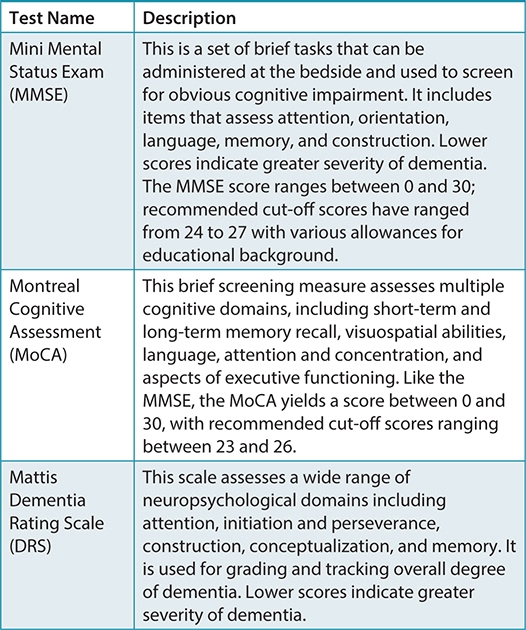 Test Name
Description
Mini Mental
Status Exam
(MMSE)
This is a set of brief tasks that can be
administered at the bedside and used to screen
for obvious cognitive impairment. It includes
items that assess attention, orientation,
language, memory, and construction. Lower
scores indicate greater severity of dementia.
The MMSE score ranges between 0 and 30;
recommended cut-off scores have ranged
from 24 to 27 with various allowances for
educational background.
Montreal
Cognitive
Assessment
(MoCA)
This brief screening measure assesses multiple
cognitive domains, including short-term and
long-term memory recall, visuospatial abilities,
language, attention and concentration, and
aspects of executive functioning. Like the
MMSE, the MoCA yields a score between 0 and
30, with recommended cut-off scores ranging
between 23 and 26.
Mattis
Dementia
Rating Scale
(DRS)
This scale assesses a wide range of
neuropsychological domains including
attention, initiation and perseverance,
construction, conceptualization, and memory. It
is used for grading and tracking overall degree
of dementia. Lower scores indicate greater
severity of dementia.